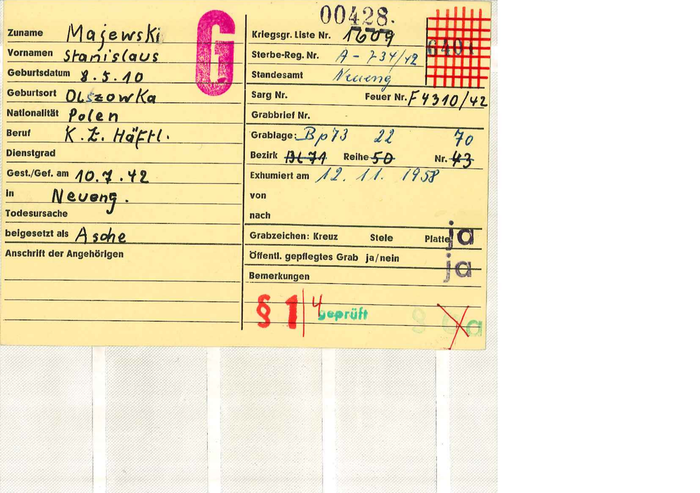 00428.
G
Zuname Majewski
Vornamen Stanislaus
Geburtsdatum 8.5.10
Geburtsort Olszowka
Nationalität Polen
Beruf K.Z. Häftl.
Dienstgrad
Gest./Gef. am 10.7.42
in Neueng.
Todesursache
beigesetzt als Asche
Anschrift der Angehörigen
Kriegsgr. Liste Nr. 1609
Sterbe-Reg. Nr. A-734/42
Standesamt Neueng
Sarg Nr. Feuer Nr. F4310/42
Grabbrief Nr.
Grablage: Bp73 22 70
Bezirk BL71 Reihe 50 Nr. 43
Exhumiert am 12. 11. 1958
von
nach
Grabzeichen: Kreuz Stele Platte ja
Öffentl. gepflegtes Grab ja/nein ja
Bemerkungen
§ 1 4 geprüft